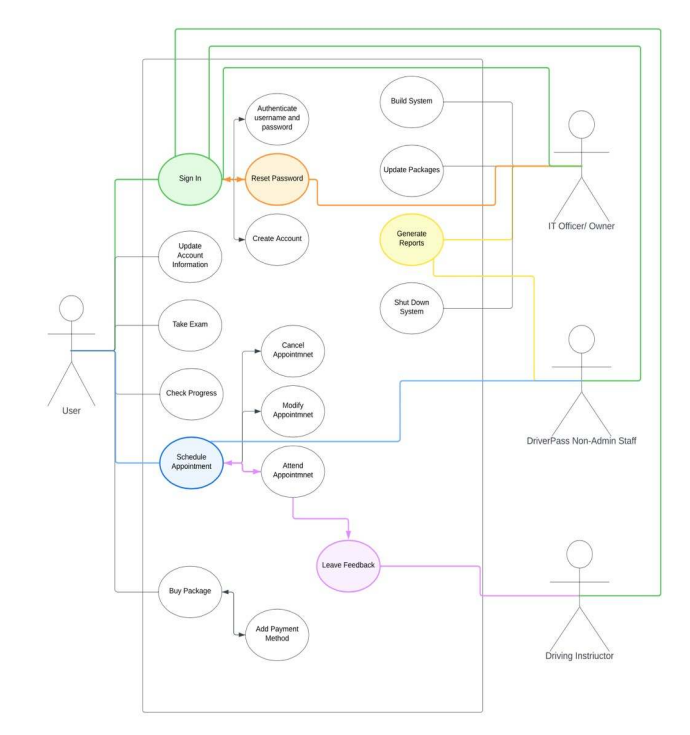 Authenticate
username and
password
Build System
Sign In
Reset Password
Update Packages
IT Officer/ Owner
Create Account
Generate
Reports
Update
Account
Information
Shut Down
System
Take Exam
Cancel
Appointmnet
User
Check Progress
Modify
Appointmnet
DriverPass Non-Admin Staff
Schedule
Appointment
Attend
Appointmnet
Leave Feedback
Buy Package
Add Payment
Method
Driving Instriuctor